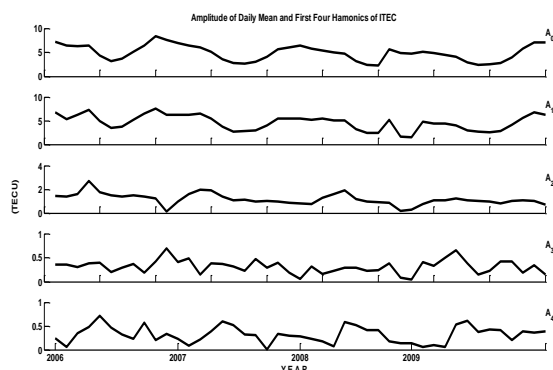 Amplitude of Daily Mean and First Four Hamonics of ITEC
10
5
0
A0
10
5
0
A1
4
2
0
A2
(TECU)
1
0.5
0
A3
1
0.5
0
A4
2006 2007 2008 2009
YEAR